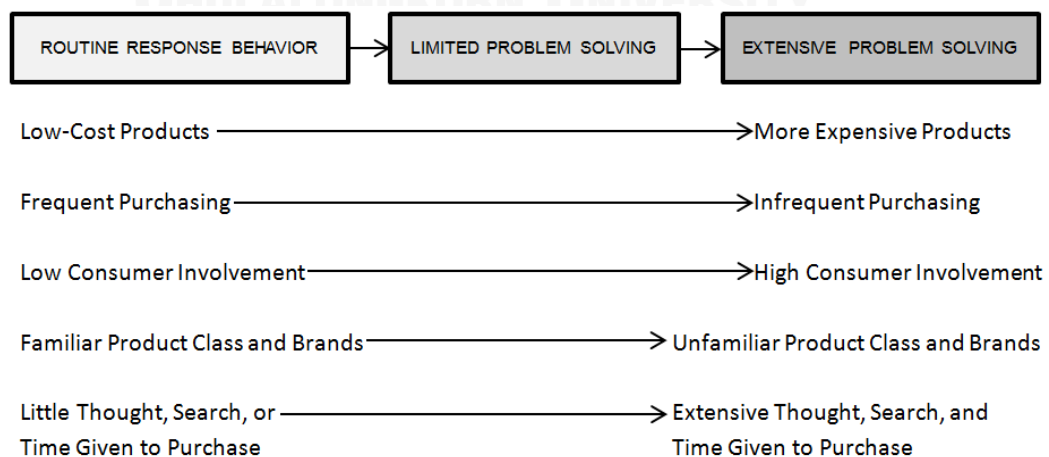 ROUTINE RESPONSE BEHAVIOR LIMITED PROBLEM SOLVING EXTENSIVE PROBLEM SOLVING
Low-Cost Products More Expensive Products
Frequent Purchasing Infrequent Purchasing
Low Consumer Involvement High Consumer Involvement
Familiar Product Class and Brands Unfamiliar Product Class and Brands
Little Thought, Search, or Extensive Thought, Search, and
Time Given to Purchase Time Given to Purchase